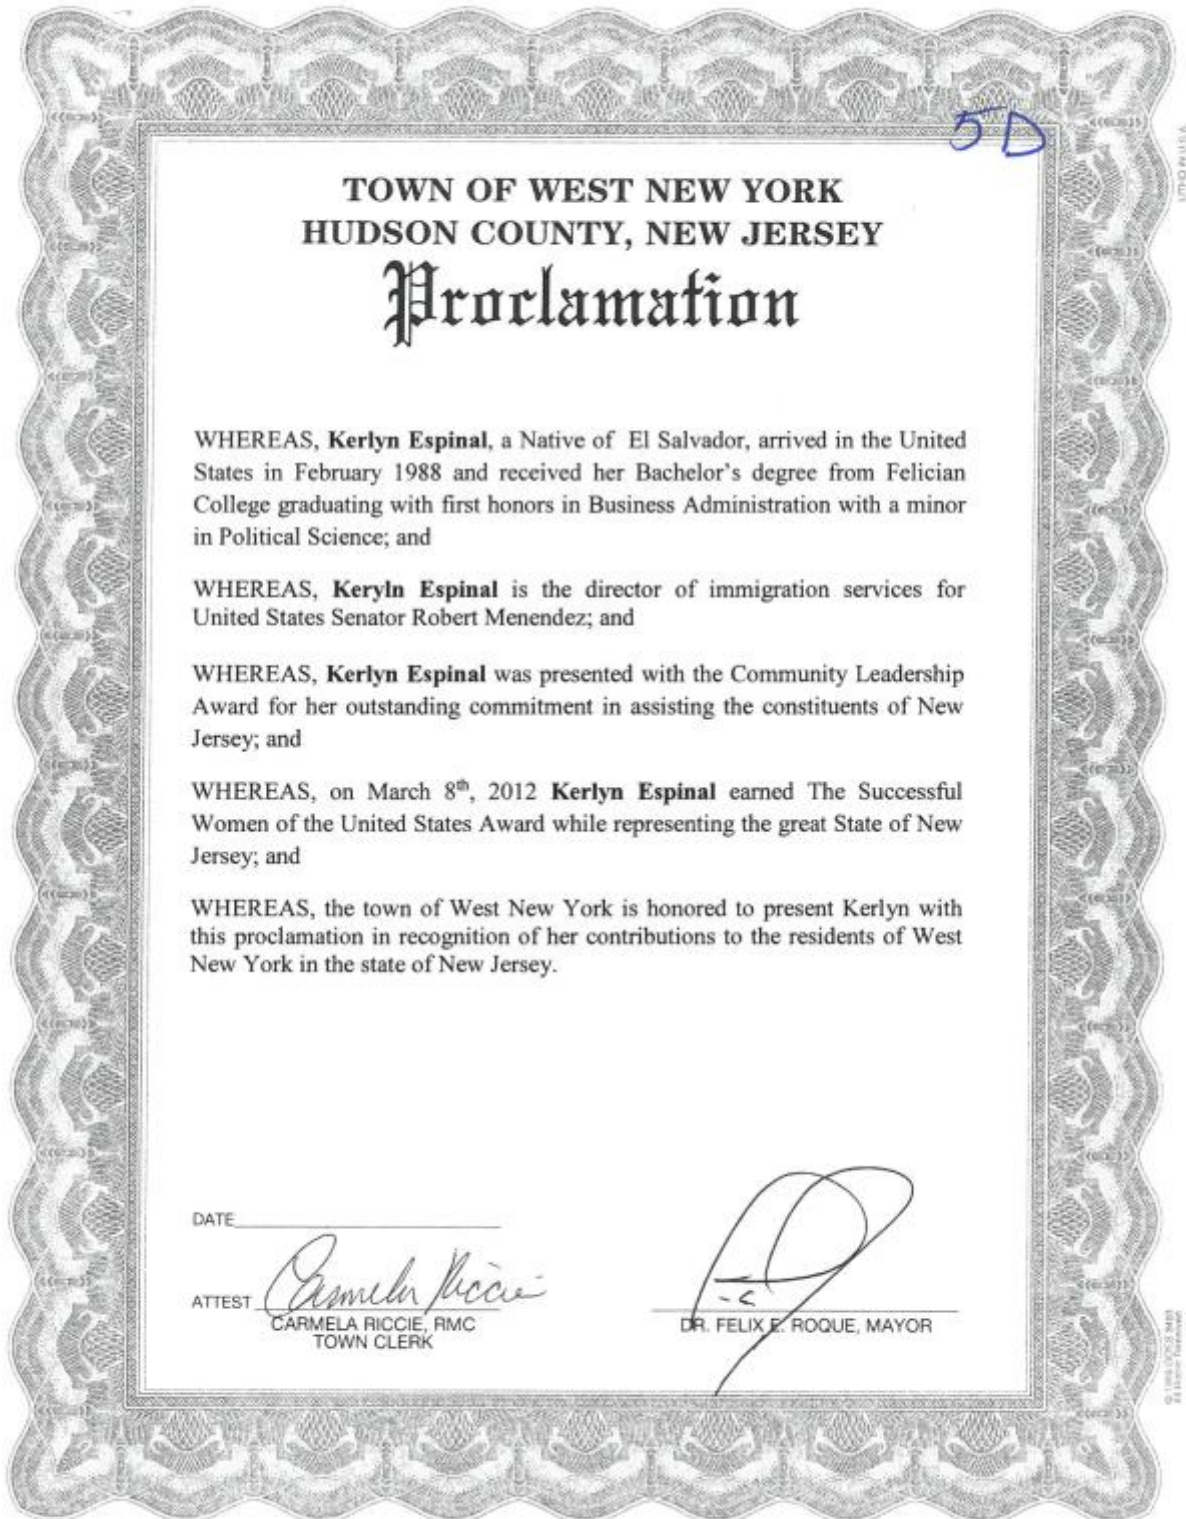 5D
TOWN OF WEST NEW YORK
HUDSON COUNTY, NEW JERSEY
Proclamation
WHEREAS, Kerlyn Espinal, a Native of El Salvador, arrived in the United
States in February 1988 and received her Bachelor's degree from Felician
College graduating with first honors in Business Administration with a minor
in Political Science; and
WHEREAS, Keryln Espinal is the director of immigration services for
United States Senator Robert Menendez; and
WHEREAS, Kerlyn Espinal was presented with the Community Leadership
Award for her outstanding commitment in assisting the constituents of New
Jersey; and
WHEREAS, on March 8th, 2012 Kerlyn Espinal earned The Successful
Women of the United States Award while representing the great State of New
Jersey; and
WHEREAS, the town of West New York is honored to present Kerlyn with
this proclamation in recognition of her contributions to the residents of West
New York in the state of New Jersey.
DATE
ATTEST Carmela Riccie
CARMELA RICCIE, RMC
TOWN CLERK
DR. FELIX E. ROQUE, MAYOR